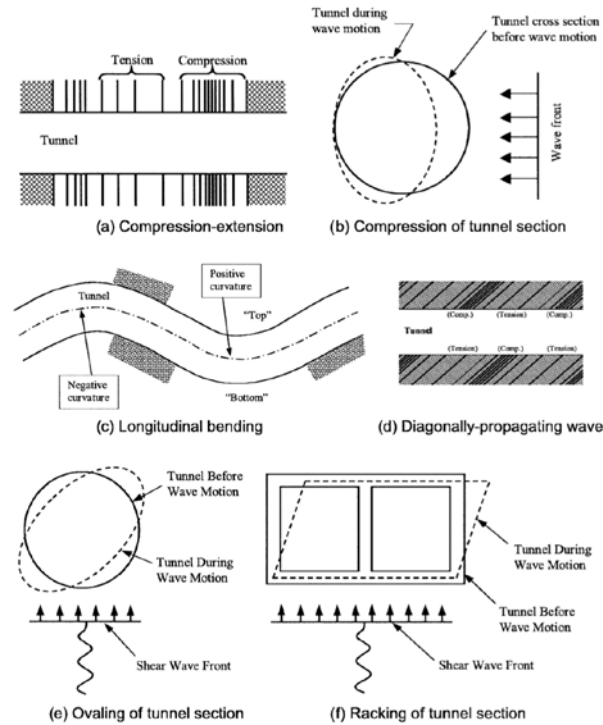 Tension
Compression
Tunnel
(a) Compression-extension
Tunnel during
wave motion
Tunnel cross section
before wave motion
Wave front
(b) Compression of tunnel section
Positive
curvature
Tunnel
"Top"
Negative
curvature
"Bottom"
(c) Longitudinal bending
(Comp.) (Tension) (Comp.)
Tunnel
(Tension) (Comp.) (Tension)
(d) Diagonally-propagating wave
Tunnel Before
Wave Motion
Tunnel During
Wave Motion
Shear Wave Front
(e) Ovaling of tunnel section
Tunnel During
Wave Motion
Tunnel Before
Wave Motion
Shear Wave Front
(f) Racking of tunnel section